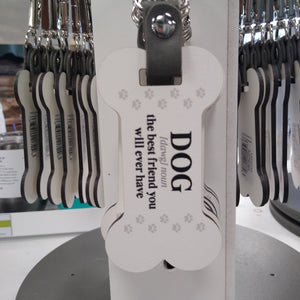 DOG
/dawg/ noun
the best friend you
will ever have